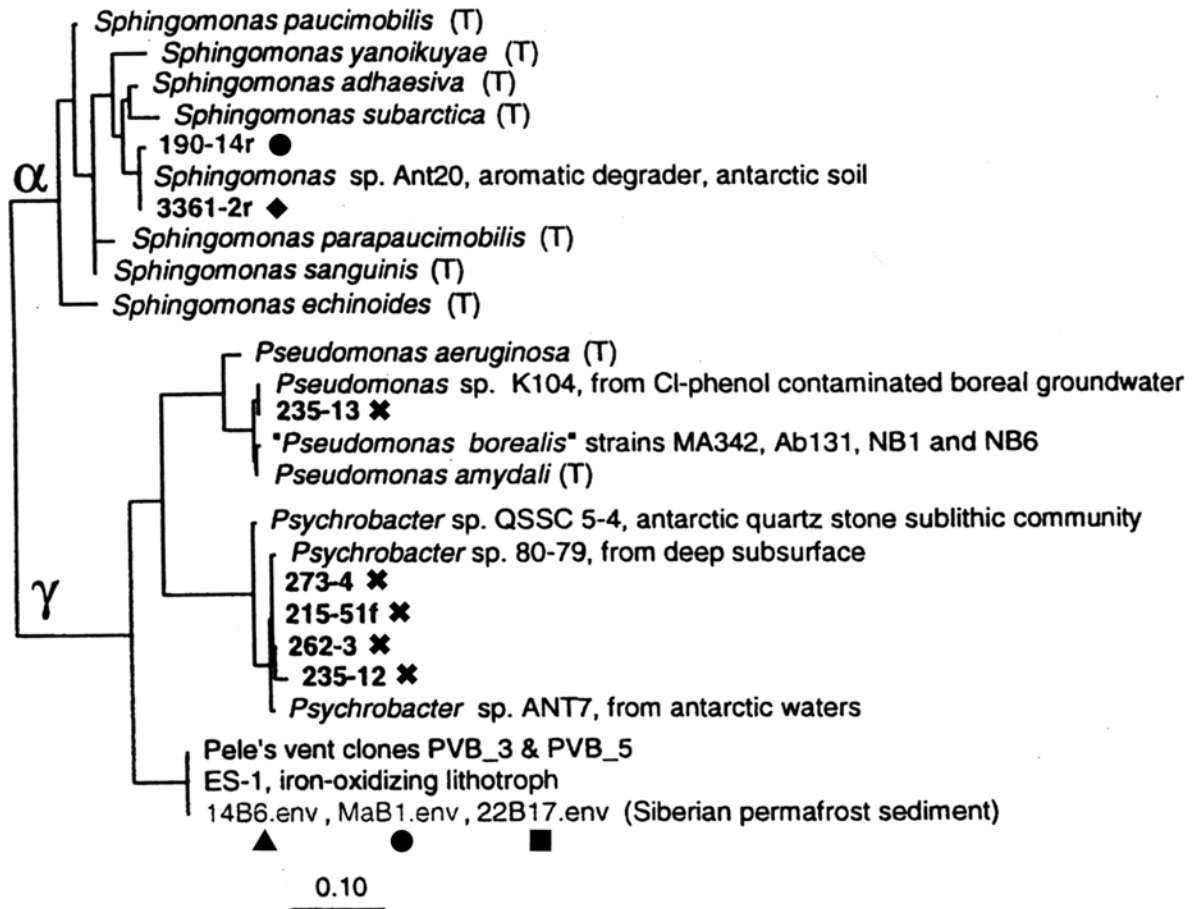 Sphingomonas paucimobilis (T)
Sphingomonas yanoikuyae (T)
Sphingomonas adhaesiva (T)
Sphingomonas subarctica (T)
190-14r ●
α
Sphingomonas sp. Ant20, aromatic degrader, antarctic soil
3361-2r ◆
Sphingomonas parapaucimobilis (T)
Sphingomonas sanguinis (T)
Sphingomonas echinoides (T)
Pseudomonas aeruginosa (T)
Pseudomonas sp. K104, from Cl-phenol contaminated boreal groundwater
235-13 ✖
"Pseudomonas borealis" strains MA342, Ab131, NB1 and NB6
Pseudomonas amydali (T)
Psychrobacter sp. QSSC 5-4, antarctic quartz stone sublithic community
Psychrobacter sp. 80-79, from deep subsurface
273-4 ✖
γ
215-51f ✖
262-3 ✖
235-12 ✖
Psychrobacter sp. ANT7, from antarctic waters
Pele's vent clones PVB_3 & PVB_5
ES-1, iron-oxidizing lithotroph
14B6.env , MaB1.env , 22B17.env (Siberian permafrost sediment)
▲ ● ■
0.10